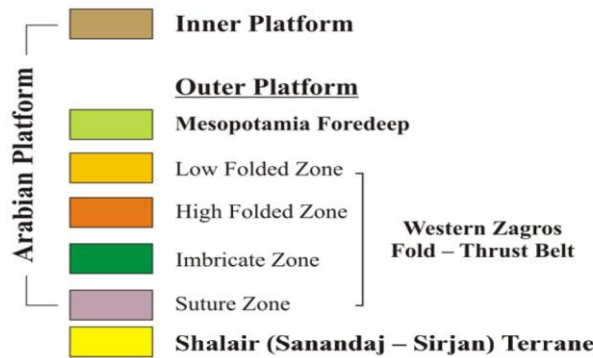 Arabian Platform
Inner Platform
Outer Platform
Mesopotamia Foredeep
Low Folded Zone
High Folded Zone
Imbricate Zone
Suture Zone
Western Zagros
Fold – Thrust Belt
Shalair (Sanandaj – Sirjan) Terrane